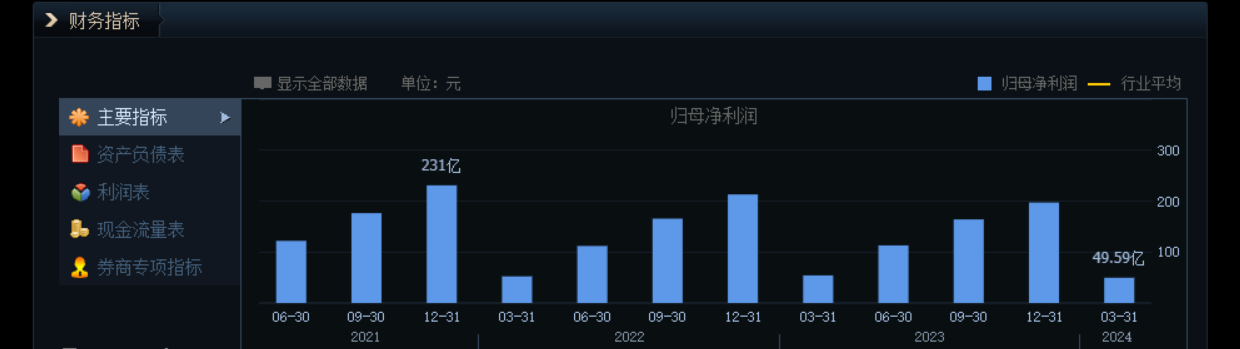 财务指标
显示全部数据 单位：元 归母净利润 行业平均
主要指标
资产负债表
利润表
现金流量表
券商专项指标
归母净利润
300
231亿
200
100
49.59亿
06-30 09-30 12-31 03-31 06-30 09-30 12-31 03-31 06-30 09-30 12-31 03-31
2021 2022 2023 2024